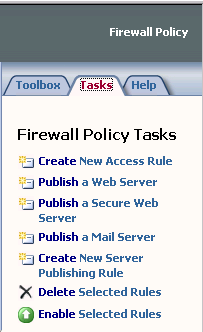 Firewall Policy
Toolbox Tasks Help
Firewall Policy Tasks
Create New Access Rule
Publish a Web Server
Publish a Secure Web
Server
Publish a Mail Server
Create New Server
Publishing Rule
Delete Selected Rules
Enable Selected Rules